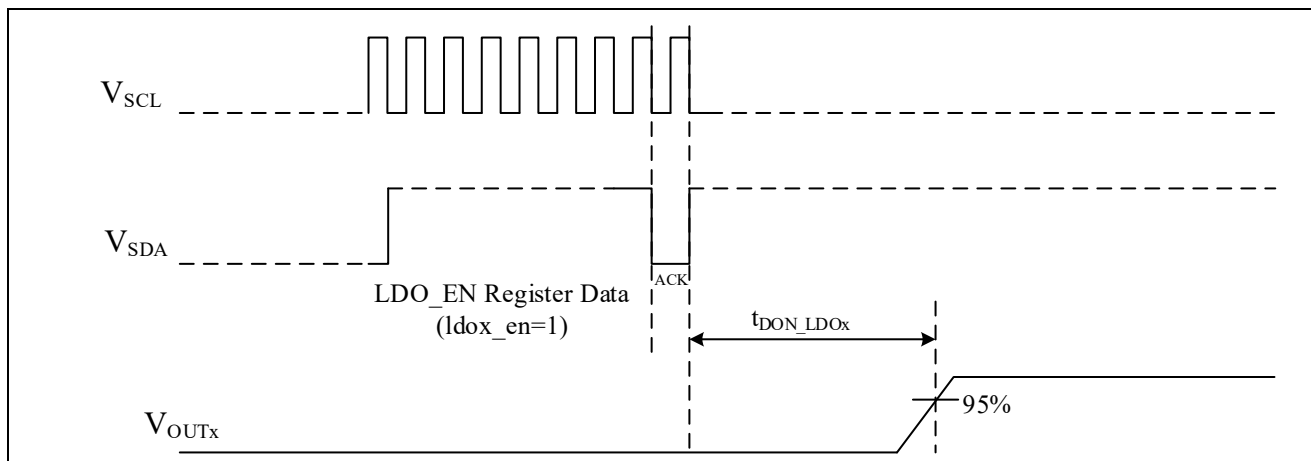 V_SCL
V_SDA
ACK
LDO_EN Register Data
(ldox_en=1)
t_DON_LDOx
95%
V_OUTx